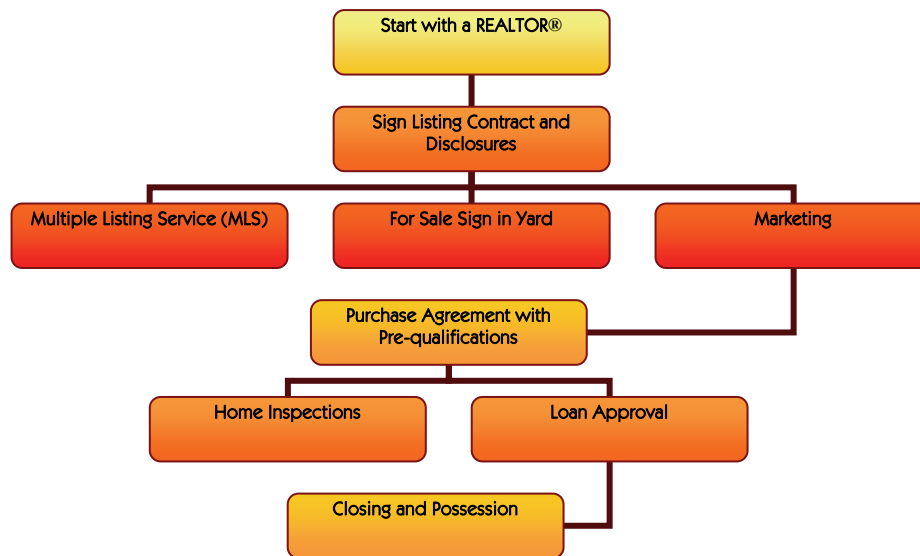 Start with a REALTOR®
Sign Listing Contract and
Disclosures
Multiple Listing Service (MLS)
For Sale Sign in Yard
Marketing
Purchase Agreement with
Pre-qualifications
Home Inspections
Loan Approval
Closing and Possession